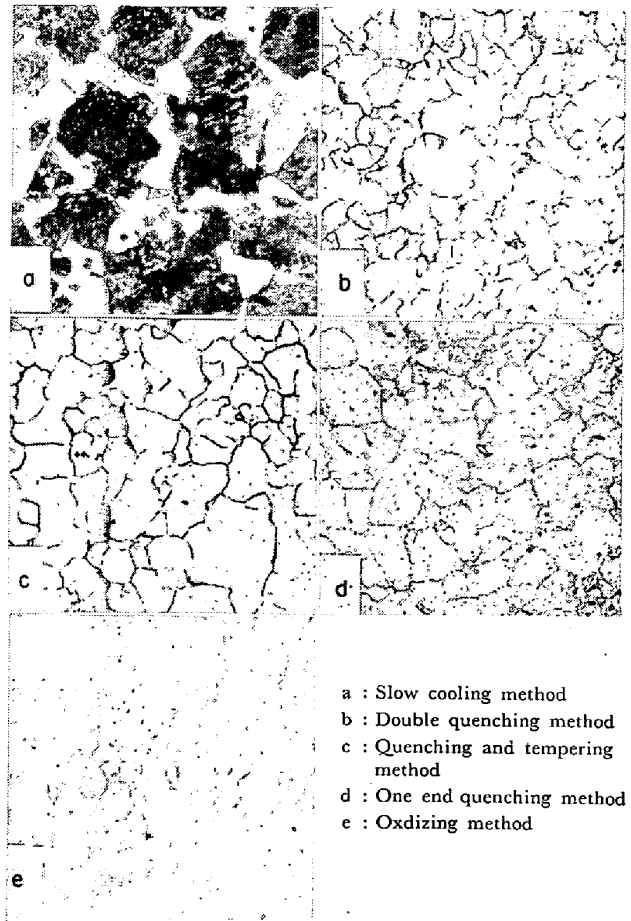 a
b
c
d
e
a : Slow cooling method
b : Double quenching method
c : Quenching and tempering
method
d : One end quenching method
e : Oxdizing method